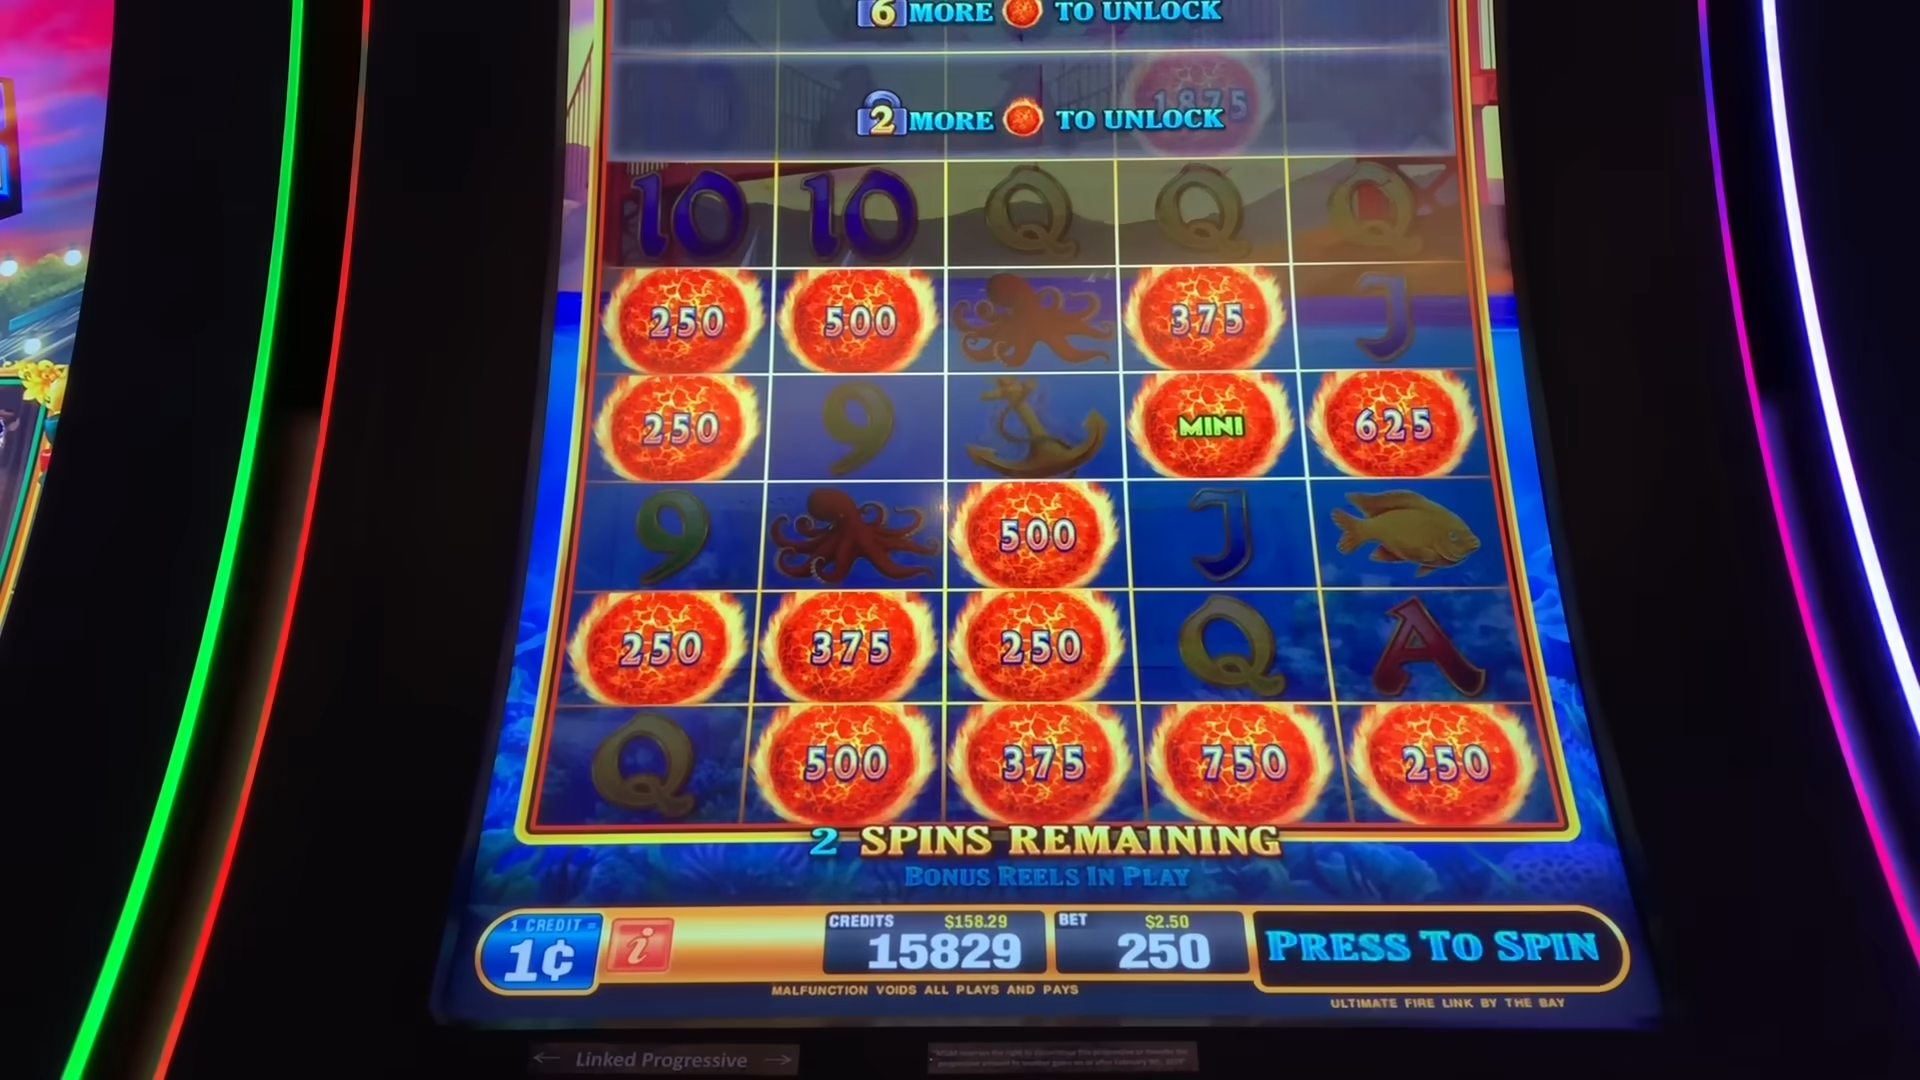 6 MORE TO UNLOCK
1875
2 MORE TO UNLOCK
10 10 Q Q Q
250 500 375 J
250 9 MINI 625
9 500 J
250 375 250 Q A
Q 500 375 750 250
2 SPINS REMAINING
BONUS REELS IN PLAY
1 CREDIT =
1¢
i
CREDITS $158.29
15829
BET $2.50
250
PRESS TO SPIN
MALFUNCTION VOIDS ALL PLAYS AND PAYS
ULTIMATE FIRE LINK BY THE BAY
← Linked Progressive →